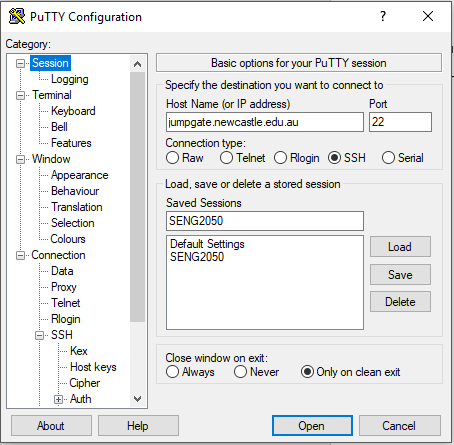 PuTTY Configuration
?
Category:
Session
Logging
Terminal
Keyboard
Bell
Features
Window
Appearance
Behaviour
Translation
Selection
Colours
Connection
Data
Proxy
Telnet
Rlogin
SSH
Kex
Host keys
Cipher
Auth
Basic options for your PuTTY session
Specify the destination you want to connect to
Host Name (or IP address) Port
jumpgate.newcastle.edu.au 22
Connection type:
Raw Telnet Rlogin SSH Serial
Load, save or delete a stored session
Saved Sessions
SENG2050
Default Settings
SENG2050
Load
Save
Delete
Close window on exit:
Always Never Only on clean exit
About Help Open Cancel